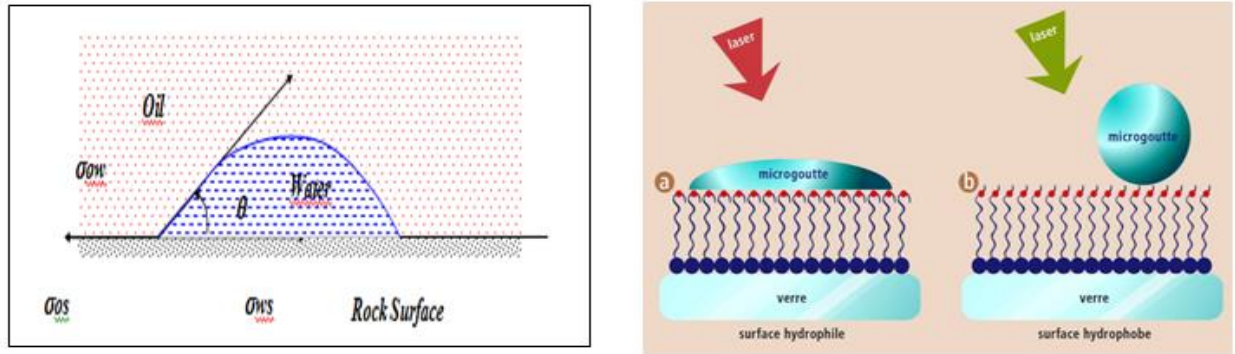 Oil
σow
Water
θ
σos
σws
Rock Surface
laser
laser
microgoutte
microgoutte
a
b
verre
verre
surface hydrophile
surface hydrophobe